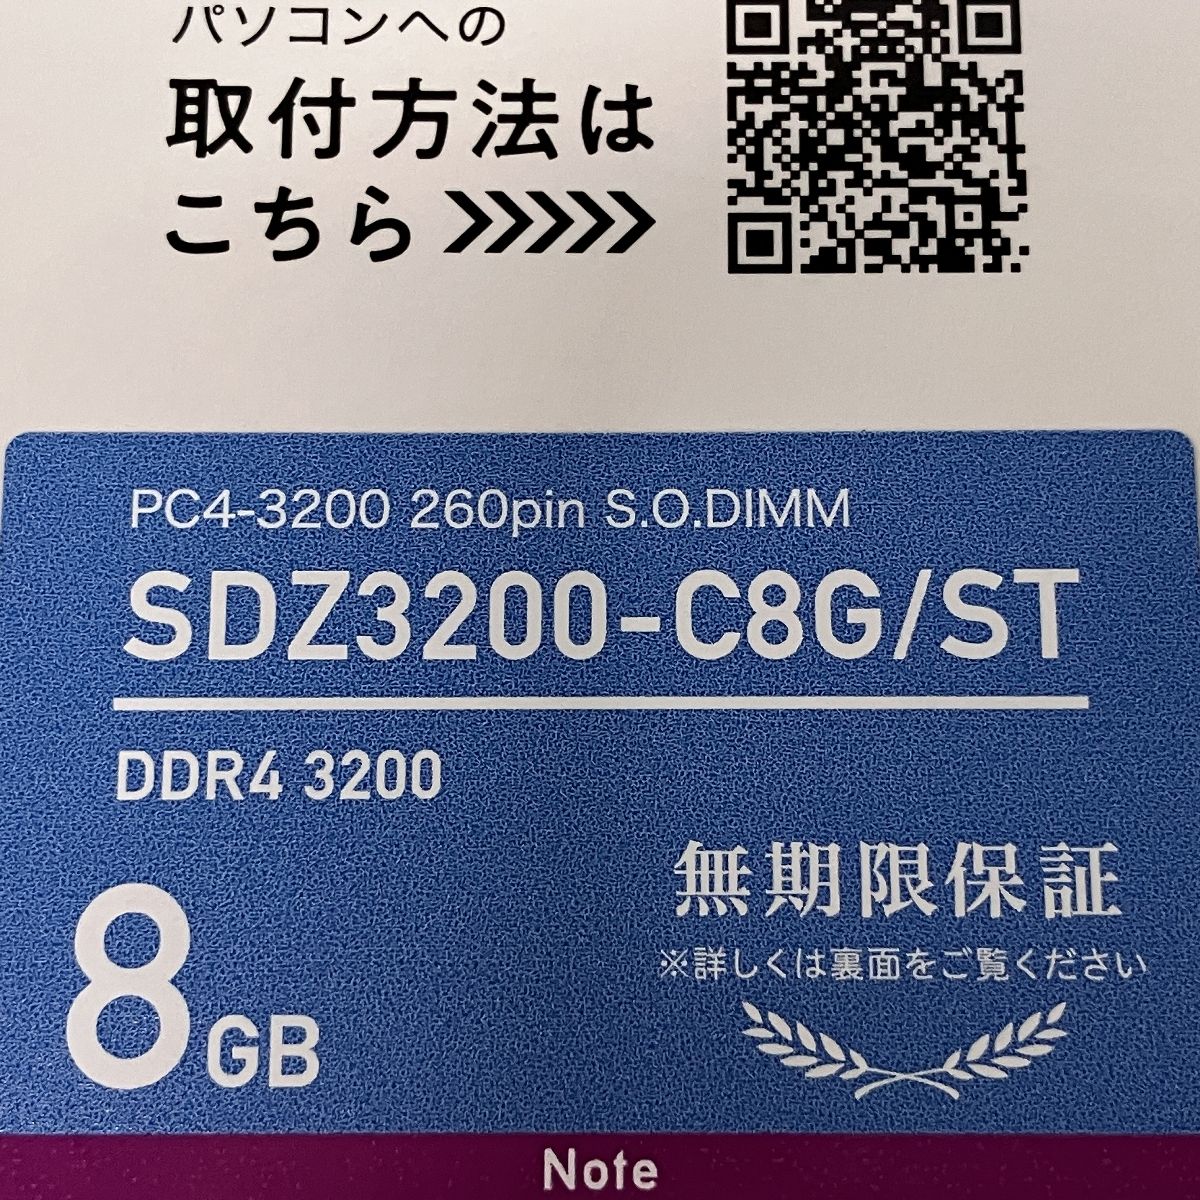 パソコンへの
取付方法は
こちら
PC4-3200 260pin S.O.DIMM
SDZ3200-C8G/ST
DDR4 3200
無期限保証
※詳しくは裏面をご覧ください
8GB
Note